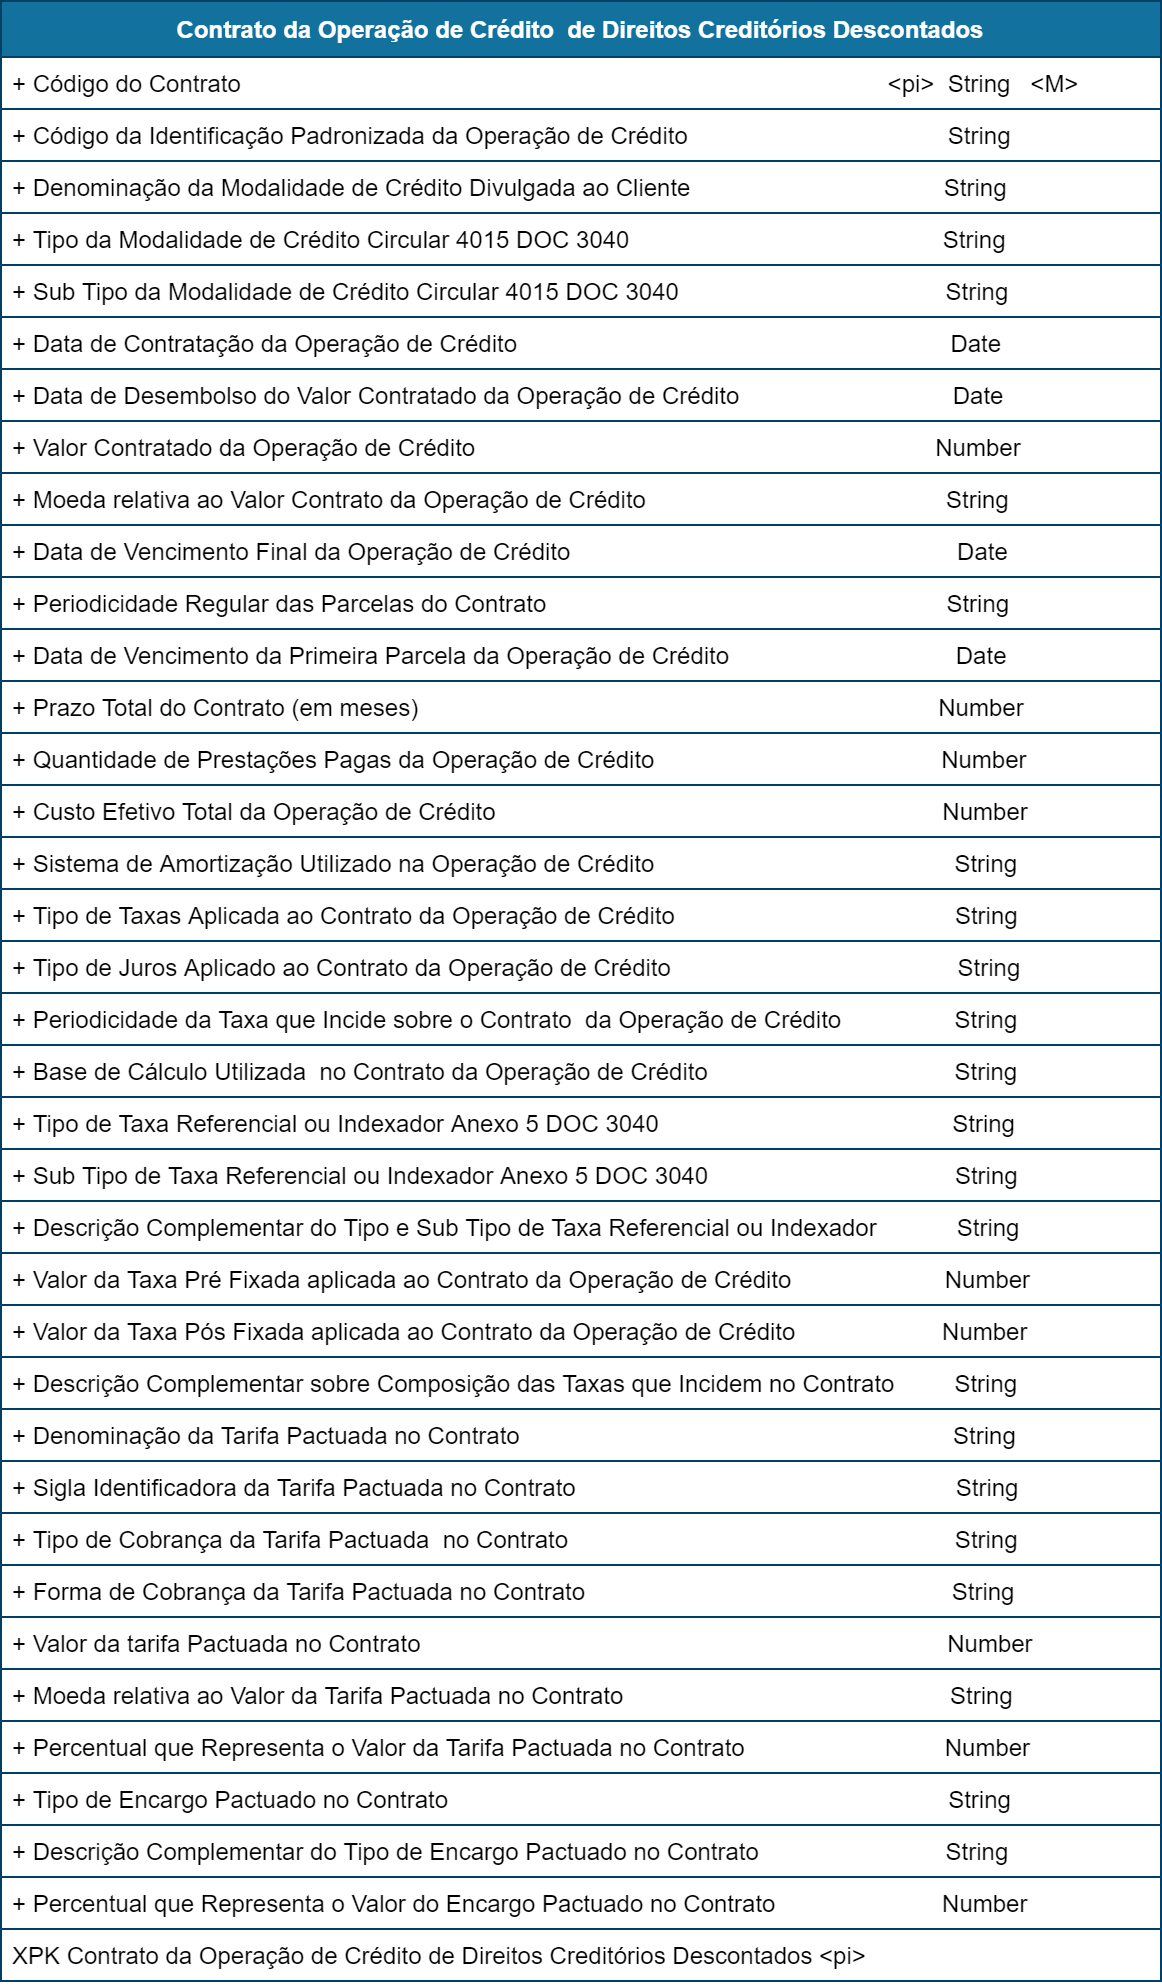 Contrato da Operação de Crédito  de Direitos Creditórios Descontados
+ Código do Contrato <pi> String <M>
+ Código da Identificação Padronizada da Operação de Crédito String
+ Denominação da Modalidade de Crédito Divulgada ao Cliente String
+ Tipo da Modalidade de Crédito Circular 4015 DOC 3040 String
+ Sub Tipo da Modalidade de Crédito Circular 4015 DOC 3040 String
+ Data de Contratação da Operação de Crédito Date
+ Data de Desembolso do Valor Contratado da Operação de Crédito Date
+ Valor Contratado da Operação de Crédito Number
+ Moeda relativa ao Valor Contrato da Operação de Crédito String
+ Data de Vencimento Final da Operação de Crédito Date
+ Periodicidade Regular das Parcelas do Contrato String
+ Data de Vencimento da Primeira Parcela da Operação de Crédito Date
+ Prazo Total do Contrato (em meses) Number
+ Quantidade de Prestações Pagas da Operação de Crédito Number
+ Custo Efetivo Total da Operação de Crédito Number
+ Sistema de Amortização Utilizado na Operação de Crédito String
+ Tipo de Taxas Aplicada ao Contrato da Operação de Crédito String
+ Tipo de Juros Aplicado ao Contrato da Operação de Crédito String
+ Periodicidade da Taxa que Incide sobre o Contrato  da Operação de Crédito String
+ Base de Cálculo Utilizada  no Contrato da Operação de Crédito String
+ Tipo de Taxa Referencial ou Indexador Anexo 5 DOC 3040 String
+ Sub Tipo de Taxa Referencial ou Indexador Anexo 5 DOC 3040 String
+ Descrição Complementar do Tipo e Sub Tipo de Taxa Referencial ou Indexador String
+ Valor da Taxa Pré Fixada aplicada ao Contrato da Operação de Crédito Number
+ Valor da Taxa Pós Fixada aplicada ao Contrato da Operação de Crédito Number
+ Descrição Complementar sobre Composição das Taxas que Incidem no Contrato String
+ Denominação da Tarifa Pactuada no Contrato String
+ Sigla Identificadora da Tarifa Pactuada no Contrato String
+ Tipo de Cobrança da Tarifa Pactuada  no Contrato String
+ Forma de Cobrança da Tarifa Pactuada no Contrato String
+ Valor da tarifa Pactuada no Contrato Number
+ Moeda relativa ao Valor da Tarifa Pactuada no Contrato String
+ Percentual que Representa o Valor da Tarifa Pactuada no Contrato Number
+ Tipo de Encargo Pactuado no Contrato String
+ Descrição Complementar do Tipo de Encargo Pactuado no Contrato String
+ Percentual que Representa o Valor do Encargo Pactuado no Contrato Number
XPK Contrato da Operação de Crédito de Direitos Creditórios Descontados <pi>